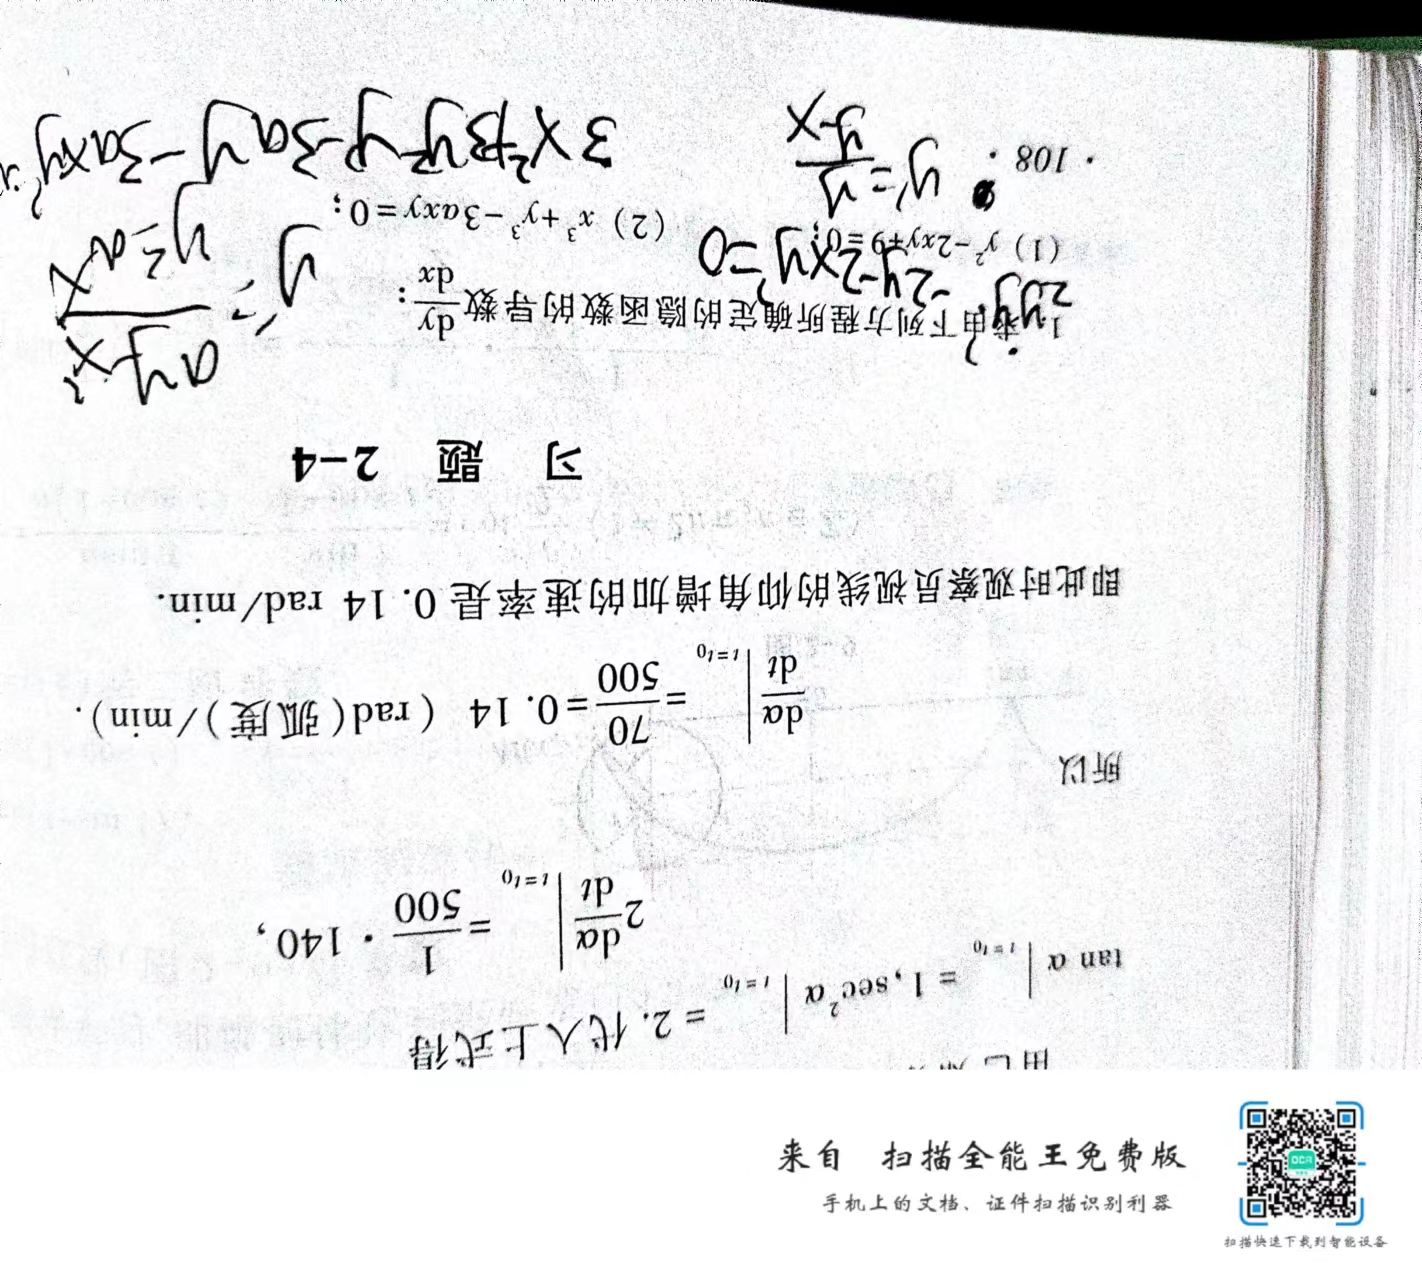 tan α|t=t₀ = 1, sec²α|t=t₀ = 2. 代入上式得
2 dα/dt|t=t₀ = 1/500 · 140,
所以
dα/dt|t=t₀ = 70/500 = 0.14 (rad(弧度)/min).
即此时观察员视线的仰角增加的速率是 0.14 rad/min.
习 题 2-4
1. 求由下列方程所确定的隐函数的导数 dy/dx:
2yy' -2y-2xy'=0
y' = (ay-x²)/(y²-ax)
(1) y²-2xy+9=0;
(2) x³+y³-3axy=0;
y' = y/(y-x)
3x²+3y²y'-3ay-3axy'
· 108 ·
来自 扫描全能王免费版
手机上的文档、证件扫描识别利器
扫描快速下载到智能设备